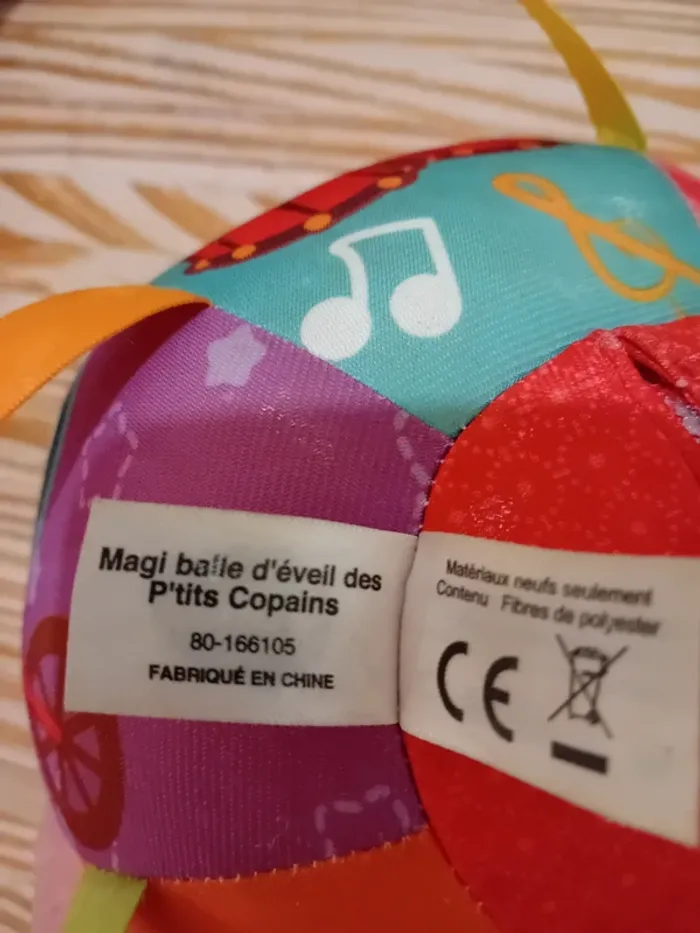 Magi balle d'éveil des
P'tits Copains
80-166105
FABRIQUÉ EN CHINE
Matériaux neufs seulement
Contenu Fibres de polyester
CE